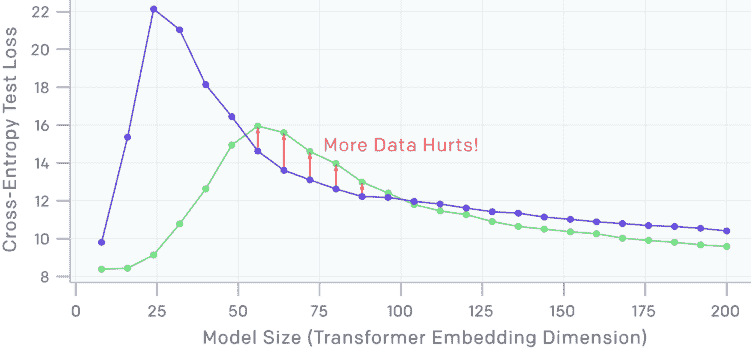 Cross-Entropy Test Loss
22
20
18
16
14
12
10
8
More Data Hurts!
0 25 50 75 100 125 150 175 200
Model Size (Transformer Embedding Dimension)